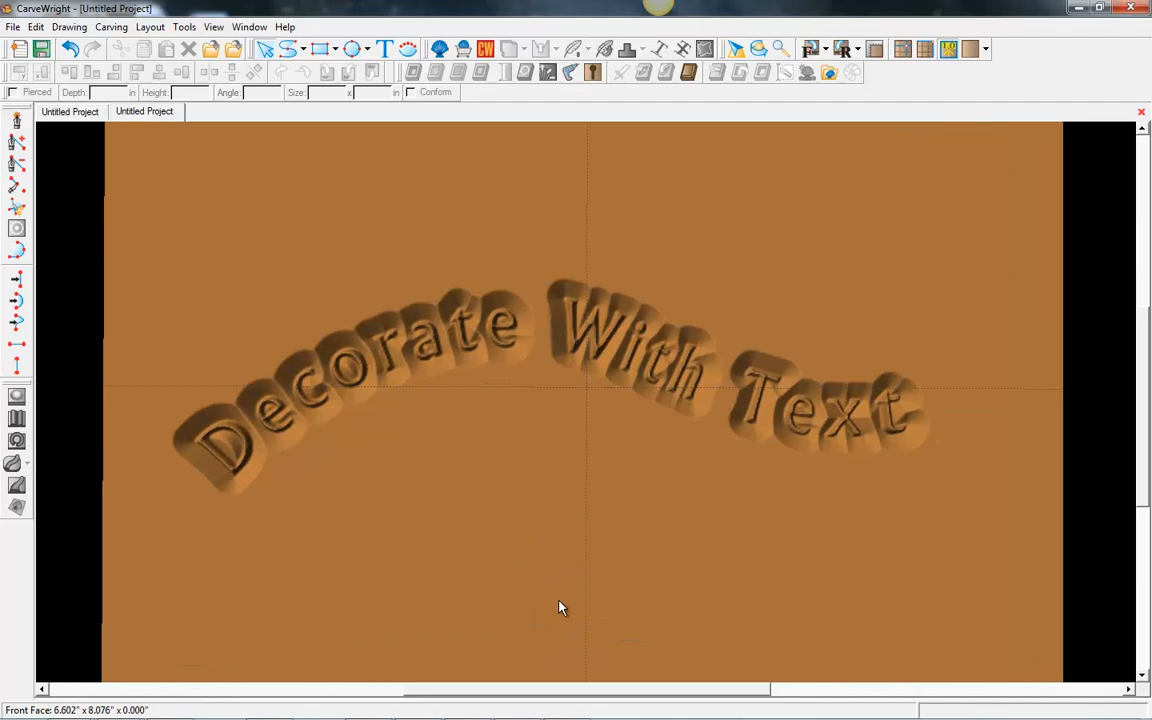 CarveWright - [Untitled Project]
File Edit Drawing Carving Layout Tools View Window Help
Pierced Depth: in Height: in Angle: Size: x in Conform
Untitled Project Untitled Project
Decorate With Text
Front Face: 6.602" x 8.076" x 0.000"